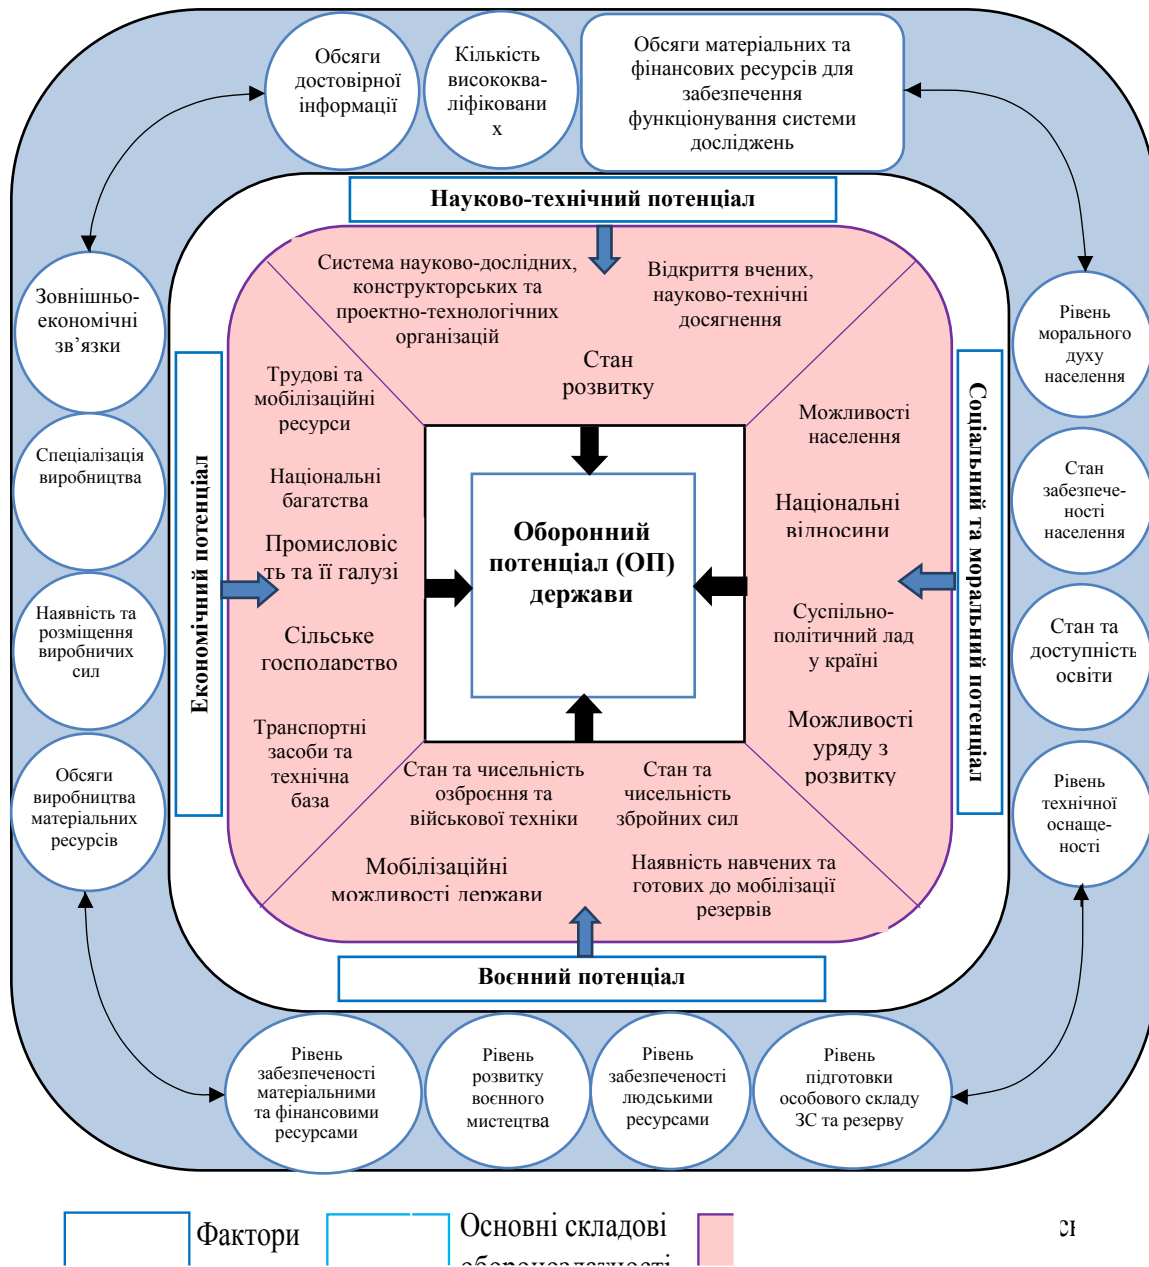 Обсяги
достовірної
інформації
Кількість
висококва-
ліфіковани
х
Обсяги матеріальних та
фінансових ресурсів для
забезпечення
функціонування системи
досліджень
Науково-технічний потенціал
Система науково-дослідних,
конструкторських та
проектно-технологічних
організацій
Відкриття вчених,
науково-технічні
досягнення
Стан
розвитку
Зовнішньо-
економічні
зв’язки
Спеціалізація
виробництва
Наявність та
розміщення
виробничих
сил
Обсяги
виробництва
матеріальних
ресурсів
Економічний потенціал
Трудові та
мобілізаційні
ресурси
Національні
багатства
Промисловіс
ть та її галузі
Сільське
господарство
Транспортні
засоби та
технічна
база
Оборонний
потенціал (ОП)
держави
Можливості
населення
Національні
відносини
Суспільно-
політичний лад
у країні
Можливості
уряду з
розвитку
Соціальний та моральний потенціал
Рівень
морального
духу
населення
Стан
забезпече-
ності
населення
Стан та
доступність
освіти
Рівень
технічної
оснаще-
ності
Стан та чисельність
озброєння та
військової техніки
Стан та
чисельність
збройних сил
Мобілізаційні
можливості держави
Наявність навчених та
готових до мобілізації
резервів
Воєнний потенціал
Рівень
забезпеченості
матеріальними
та фінансовими
ресурсами
Рівень
розвитку
воєнного
мистецтва
Рівень
забезпеченості
людськими
ресурсами
Рівень
підготовки
особового складу
ЗС та резерву
Фактори
Основні складові